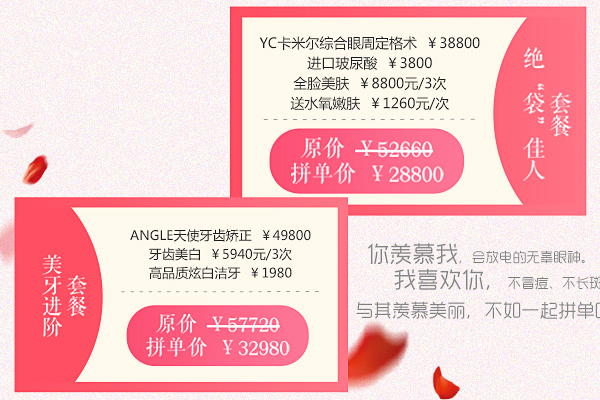 YC卡米尔综合眼周定格术 ￥38800
进口玻尿酸 ￥3800
全脸美肤 ￥8800元/3次
送水氧嫩肤 ￥1260元/次
原价 ￥52660
拼单价 ￥28800
绝“袋”佳人
套餐
美牙进阶
套餐
ANGLE天使牙齿矫正 ￥49800
牙齿美白 ￥5940元/3次
高品质炫白洁牙 ￥1980
原价 ￥57720
拼单价 ￥32980
你羡慕我，会放电的无辜眼神。
我喜欢你，不冒痘、不长斑
与其羡慕美丽，不如一起拼单